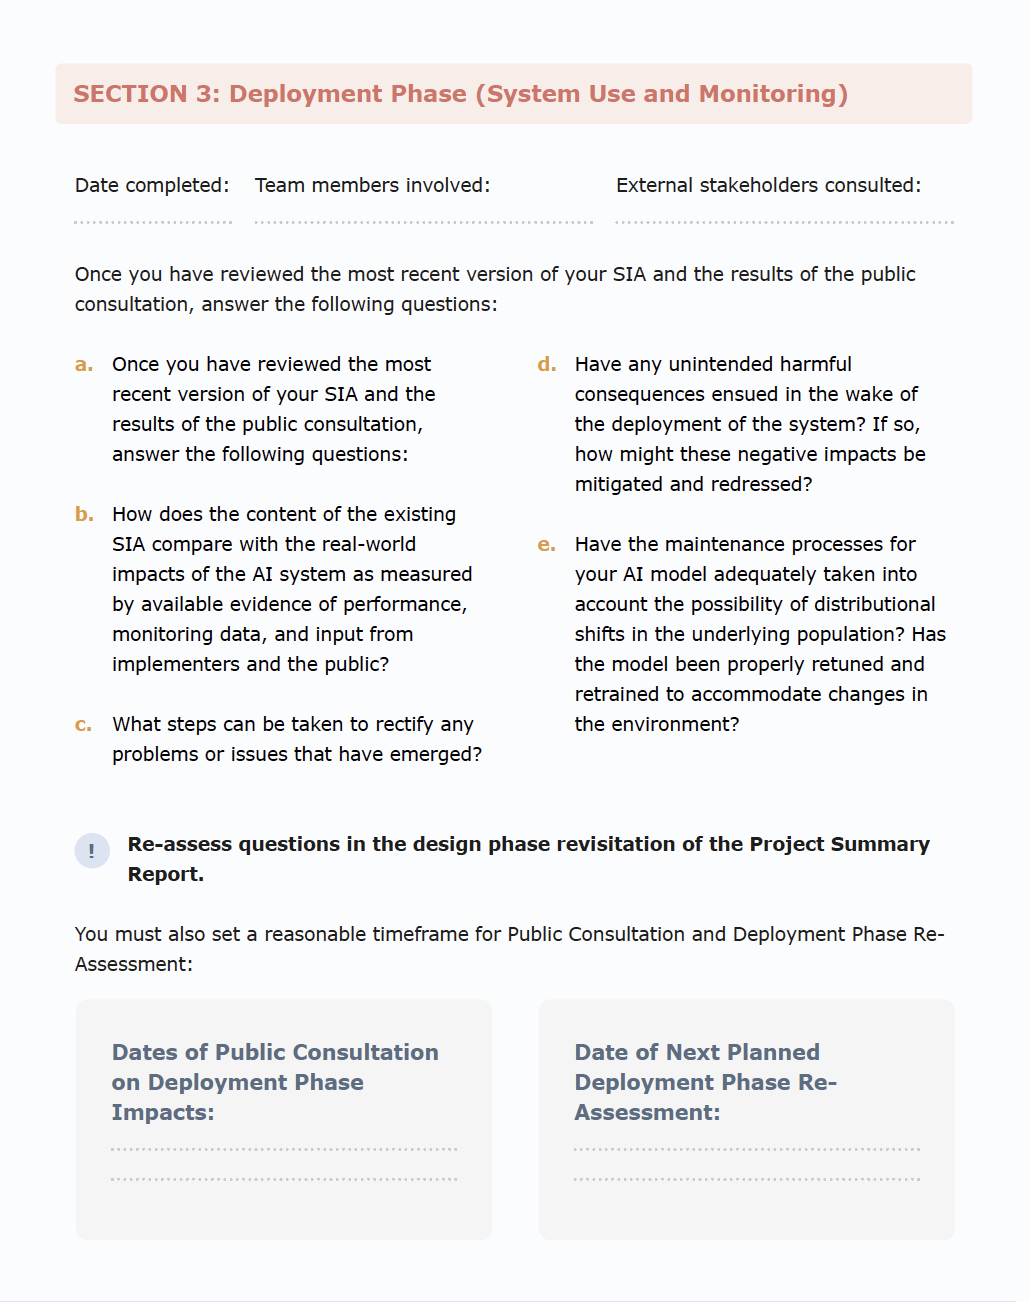 SECTION 3: Deployment Phase (System Use and Monitoring)
Date completed:
Team members involved:
External stakeholders consulted:
Once you have reviewed the most recent version of your SIA and the results of the public
consultation, answer the following questions:
a. Once you have reviewed the most
recent version of your SIA and the
results of the public consultation,
answer the following questions:
b. How does the content of the existing
SIA compare with the real-world
impacts of the AI system as measured
by available evidence of performance,
monitoring data, and input from
implementers and the public?
c. What steps can be taken to rectify any
problems or issues that have emerged?
d. Have any unintended harmful
consequences ensued in the wake of
the deployment of the system? If so,
how might these negative impacts be
mitigated and redressed?
e. Have the maintenance processes for
your AI model adequately taken into
account the possibility of distributional
shifts in the underlying population? Has
the model been properly retuned and
retrained to accommodate changes in
the environment?
! Re-assess questions in the design phase revisitation of the Project Summary
Report.
You must also set a reasonable timeframe for Public Consultation and Deployment Phase Re-
Assessment:
Dates of Public Consultation
on Deployment Phase
Impacts:
Date of Next Planned
Deployment Phase Re-
Assessment: